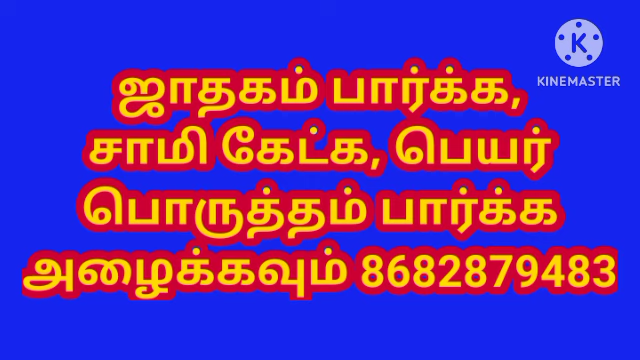 KINEMASTER
ஜாதகம் பார்க்க,
சாமி கேட்க, பெயர்
பொருத்தம் பார்க்க
அழைக்கவும் 8682879483